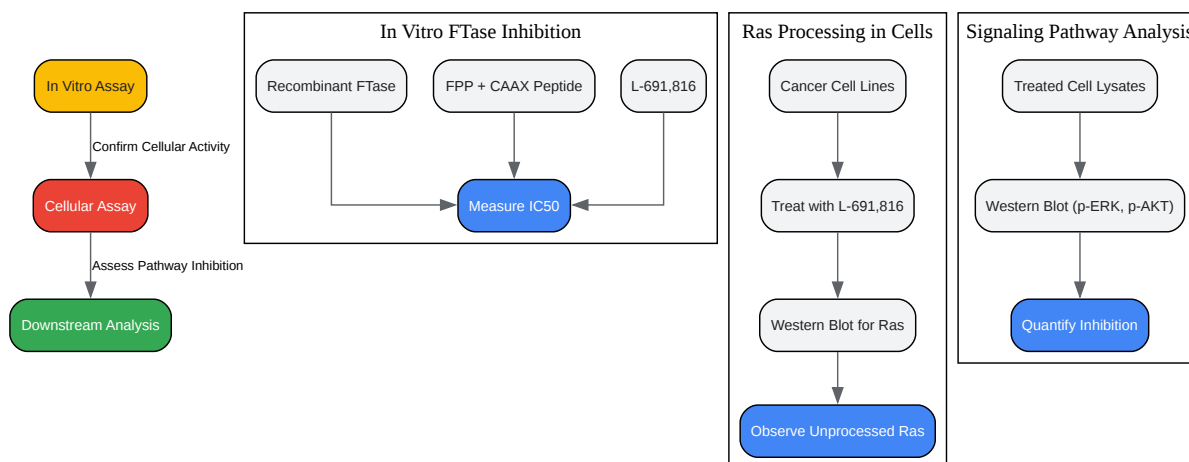 In Vitro Assay
Confirm Cellular Activity
Cellular Assay
Assess Pathway Inhibition
Downstream Analysis
In Vitro FTase Inhibition
Recombinant FTase
FPP + CAAX Peptide
L-691,816
Measure IC50
Ras Processing in Cells
Cancer Cell Lines
Treat with L-691,816
Western Blot for Ras
Observe Unprocessed Ras
Signaling Pathway Analysis
Treated Cell Lysates
Western Blot (p-ERK, p-AKT)
Quantify Inhibition